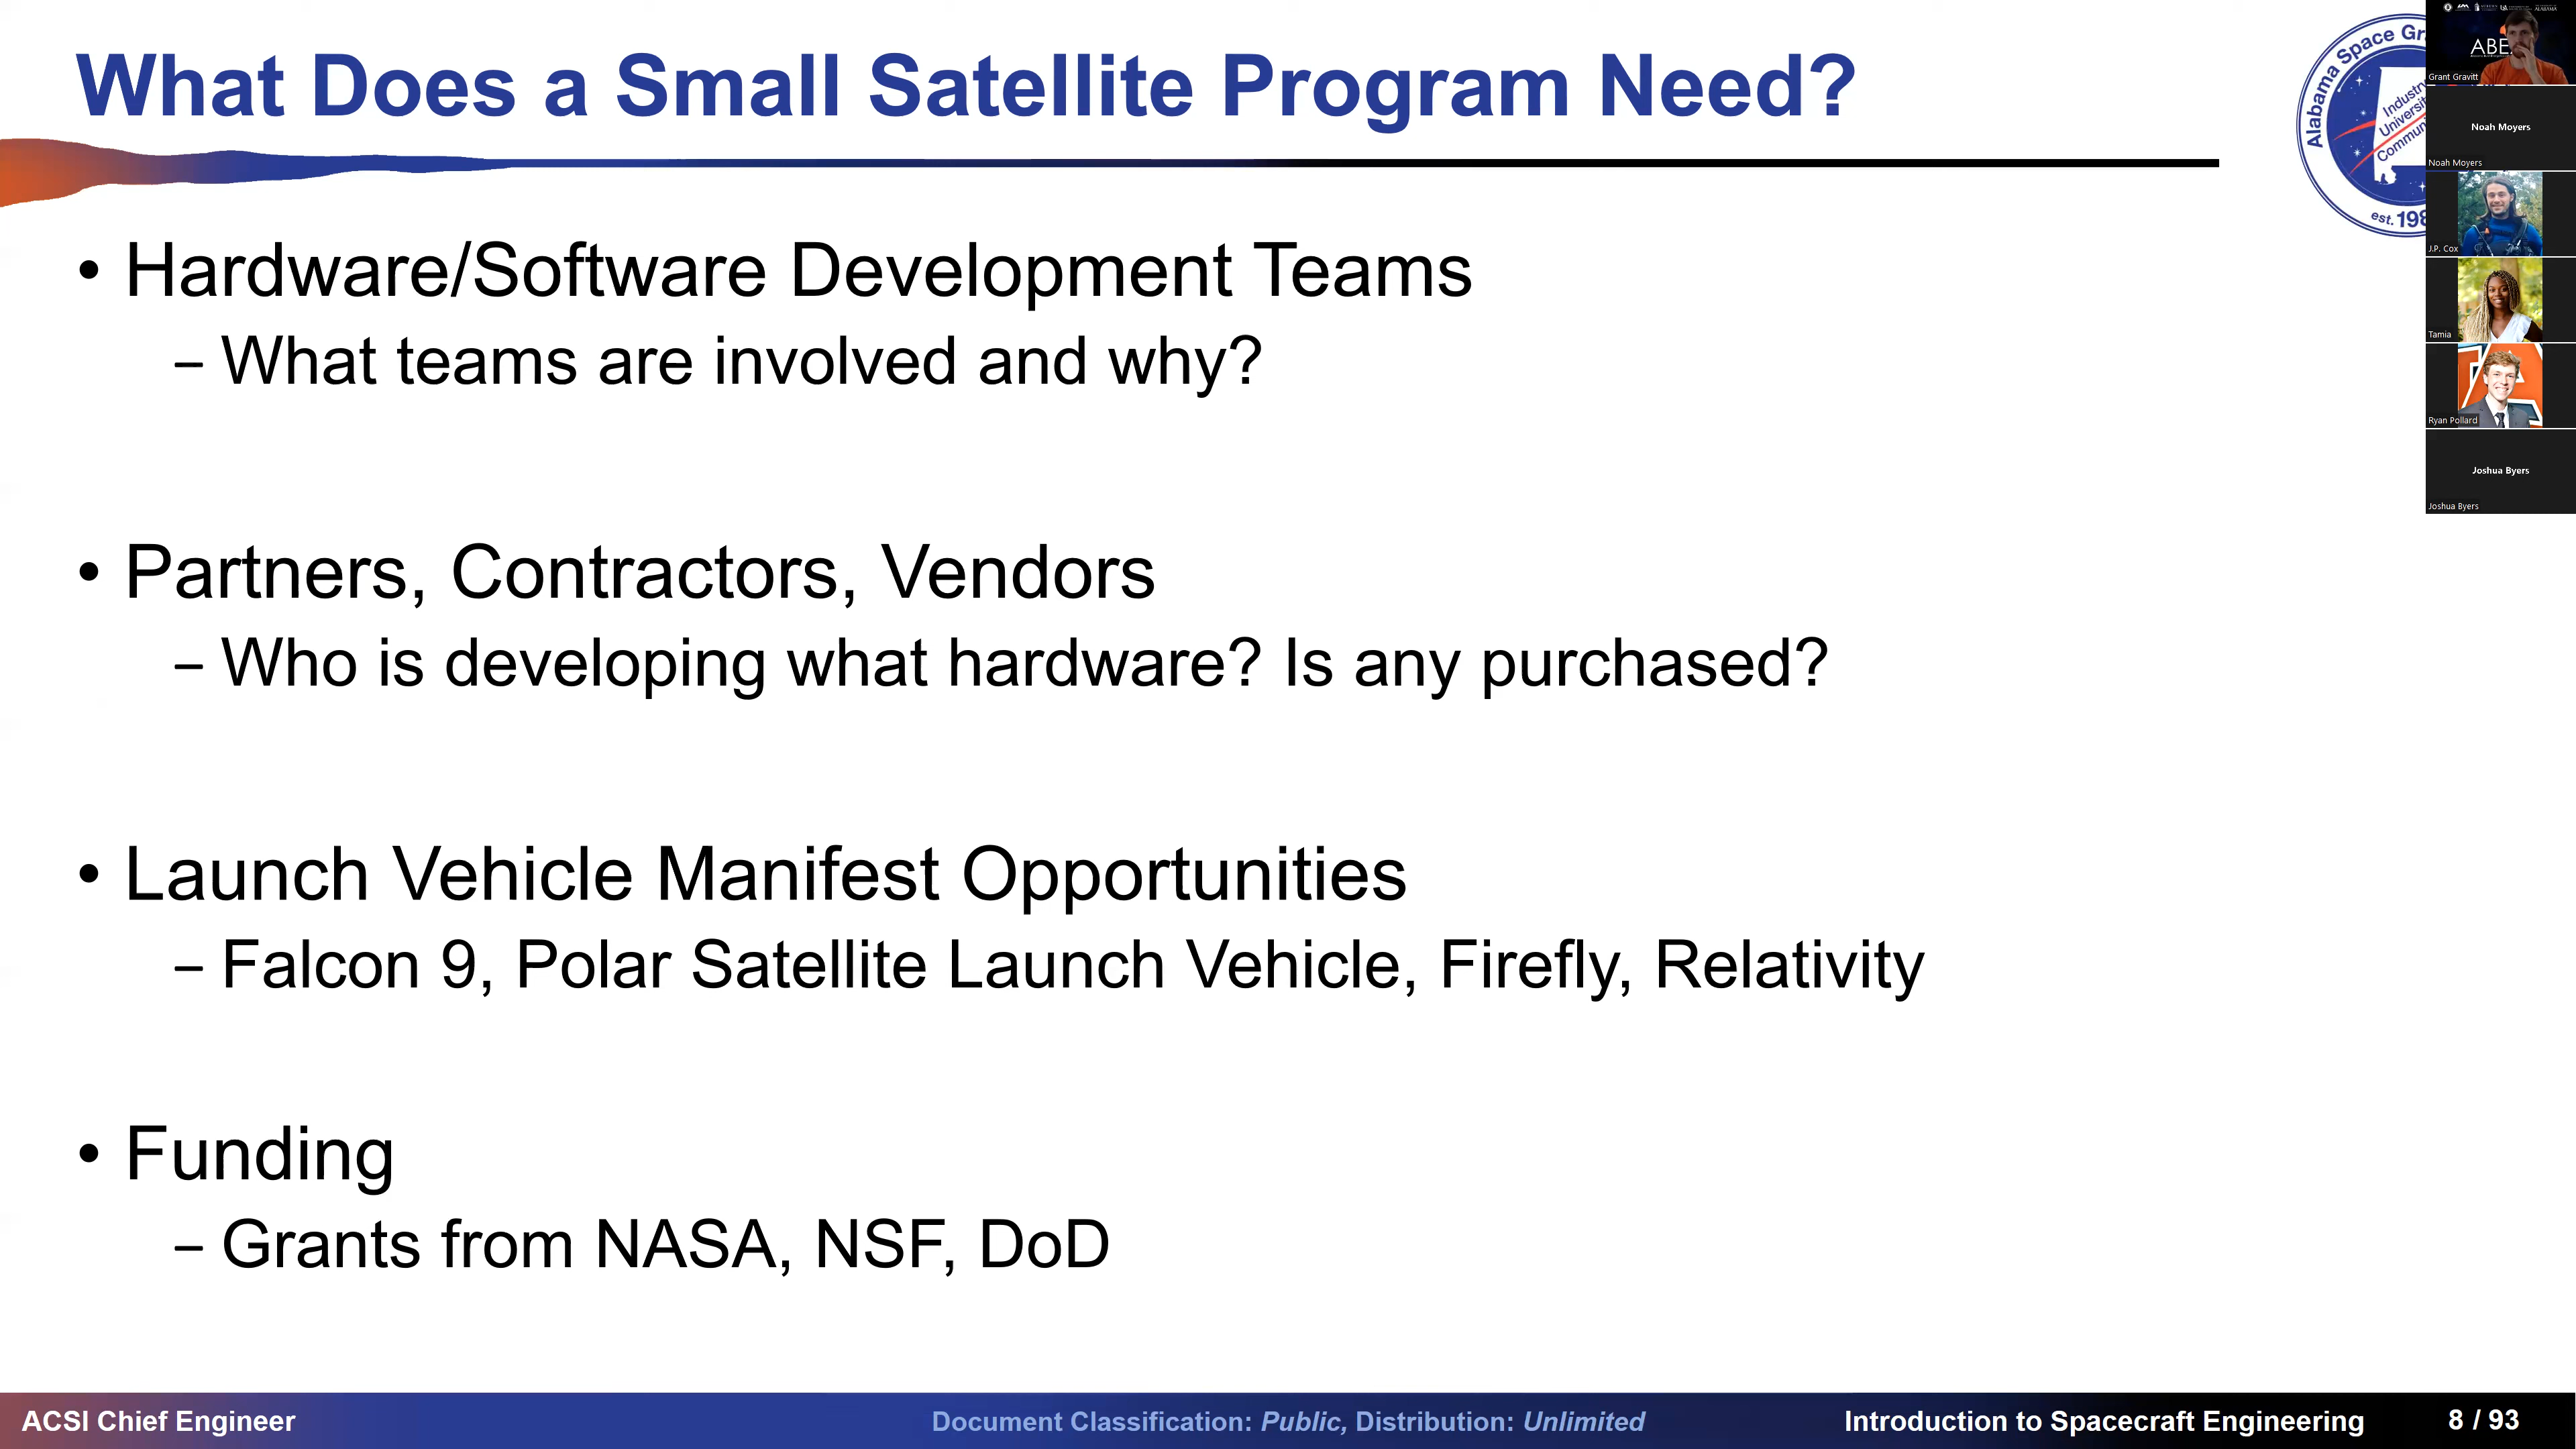 What Does a Small Satellite Program Need?
• Hardware/Software Development Teams
– What teams are involved and why?
• Partners, Contractors, Vendors
– Who is developing what hardware? Is any purchased?
• Launch Vehicle Manifest Opportunities
– Falcon 9, Polar Satellite Launch Vehicle, Firefly, Relativity
• Funding
– Grants from NASA, NSF, DoD
Alabama Space Gr
Industr
Universit
Commun
est. 198
ABE
Grant Gravitt
Noah Moyers
Noah Moyers
J.P. Cox
Tamia
Ryan Pollard
Joshua Byers
Joshua Byers
ACSI Chief Engineer
Document Classification: Public, Distribution: Unlimited
Introduction to Spacecraft Engineering
8 / 93